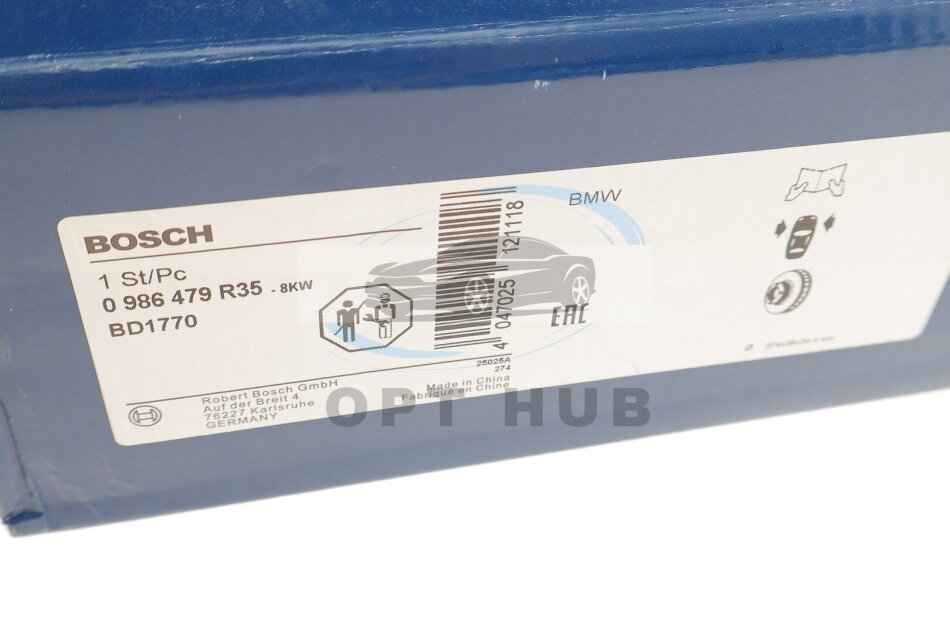 BOSCH
1 St/Pc
0 986 479 R35 - 8KW
BD1770
Robert Bosch GmbH
Auf der Breit 4
76227 Karlsruhe
GERMANY
4 047025 121118
25025A
274
Made in China
Fabriqué en Chine
BMW
EAC
OPT HUB